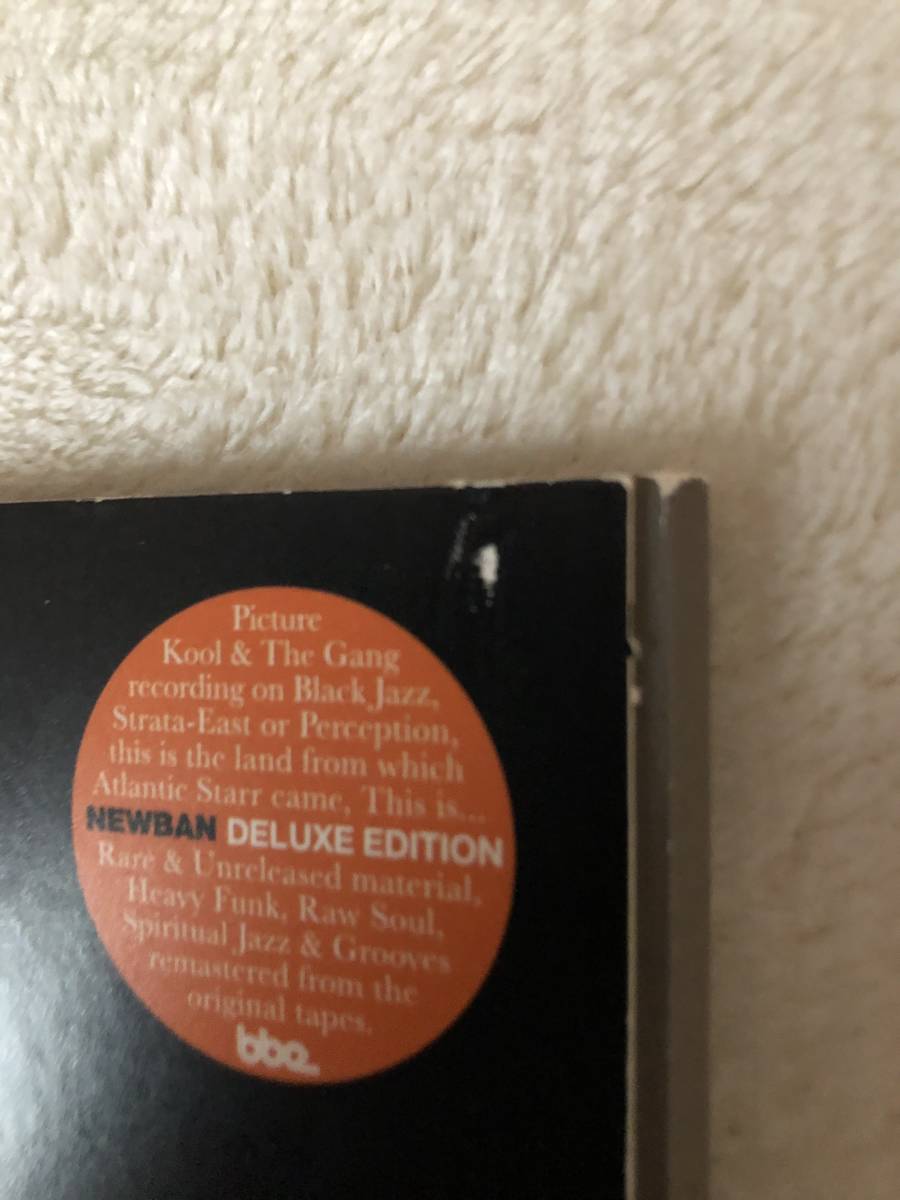 Picture
Kool & The Gang
recording on Black Jazz,
Strata-East or Perception,
this is the land from which
Atlantic Starr came, This is...
NEWBAN DELUXE EDITION
Rare & Unreleased material,
Heavy Funk, Raw Soul,
Spiritual Jazz & Grooves
remastered from the
original tapes.
bbe